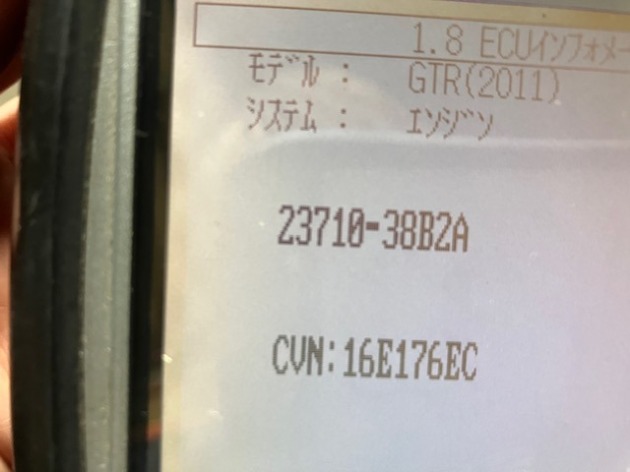 1.8 ECUインフォメー
モデル : GTR(2011)
システム : エンジン
23710-38B2A
CVN:16E176EC